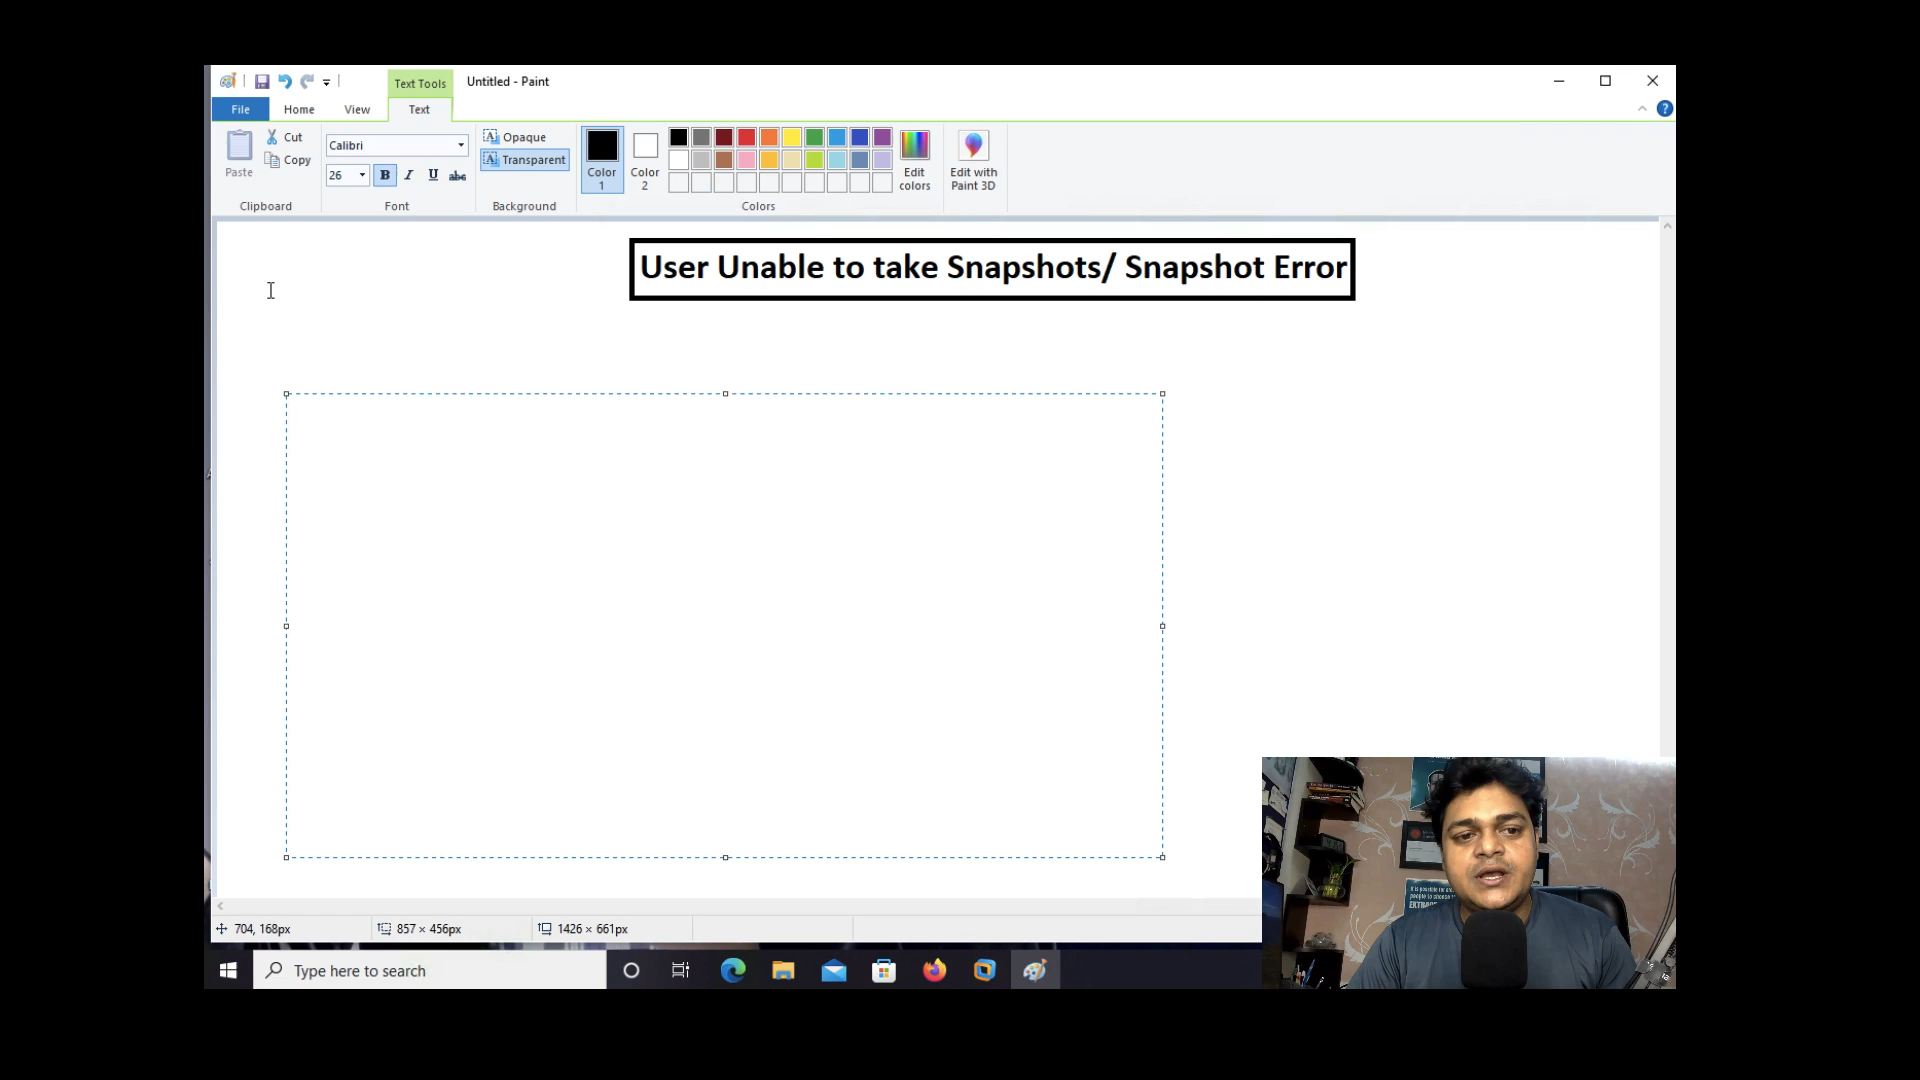 Text Tools
Untitled - Paint
File
Home
View
Text
Paste
Cut
Copy
Clipboard
Calibri
26
B
I
U
abc
Font
Opaque
Transparent
Background
Color
1
Color
2
Edit
colors
Colors
Edit with
Paint 3D
User Unable to take Snapshots/ Snapshot Error
704, 168px
857 × 456px
1426 × 661px
Type here to search